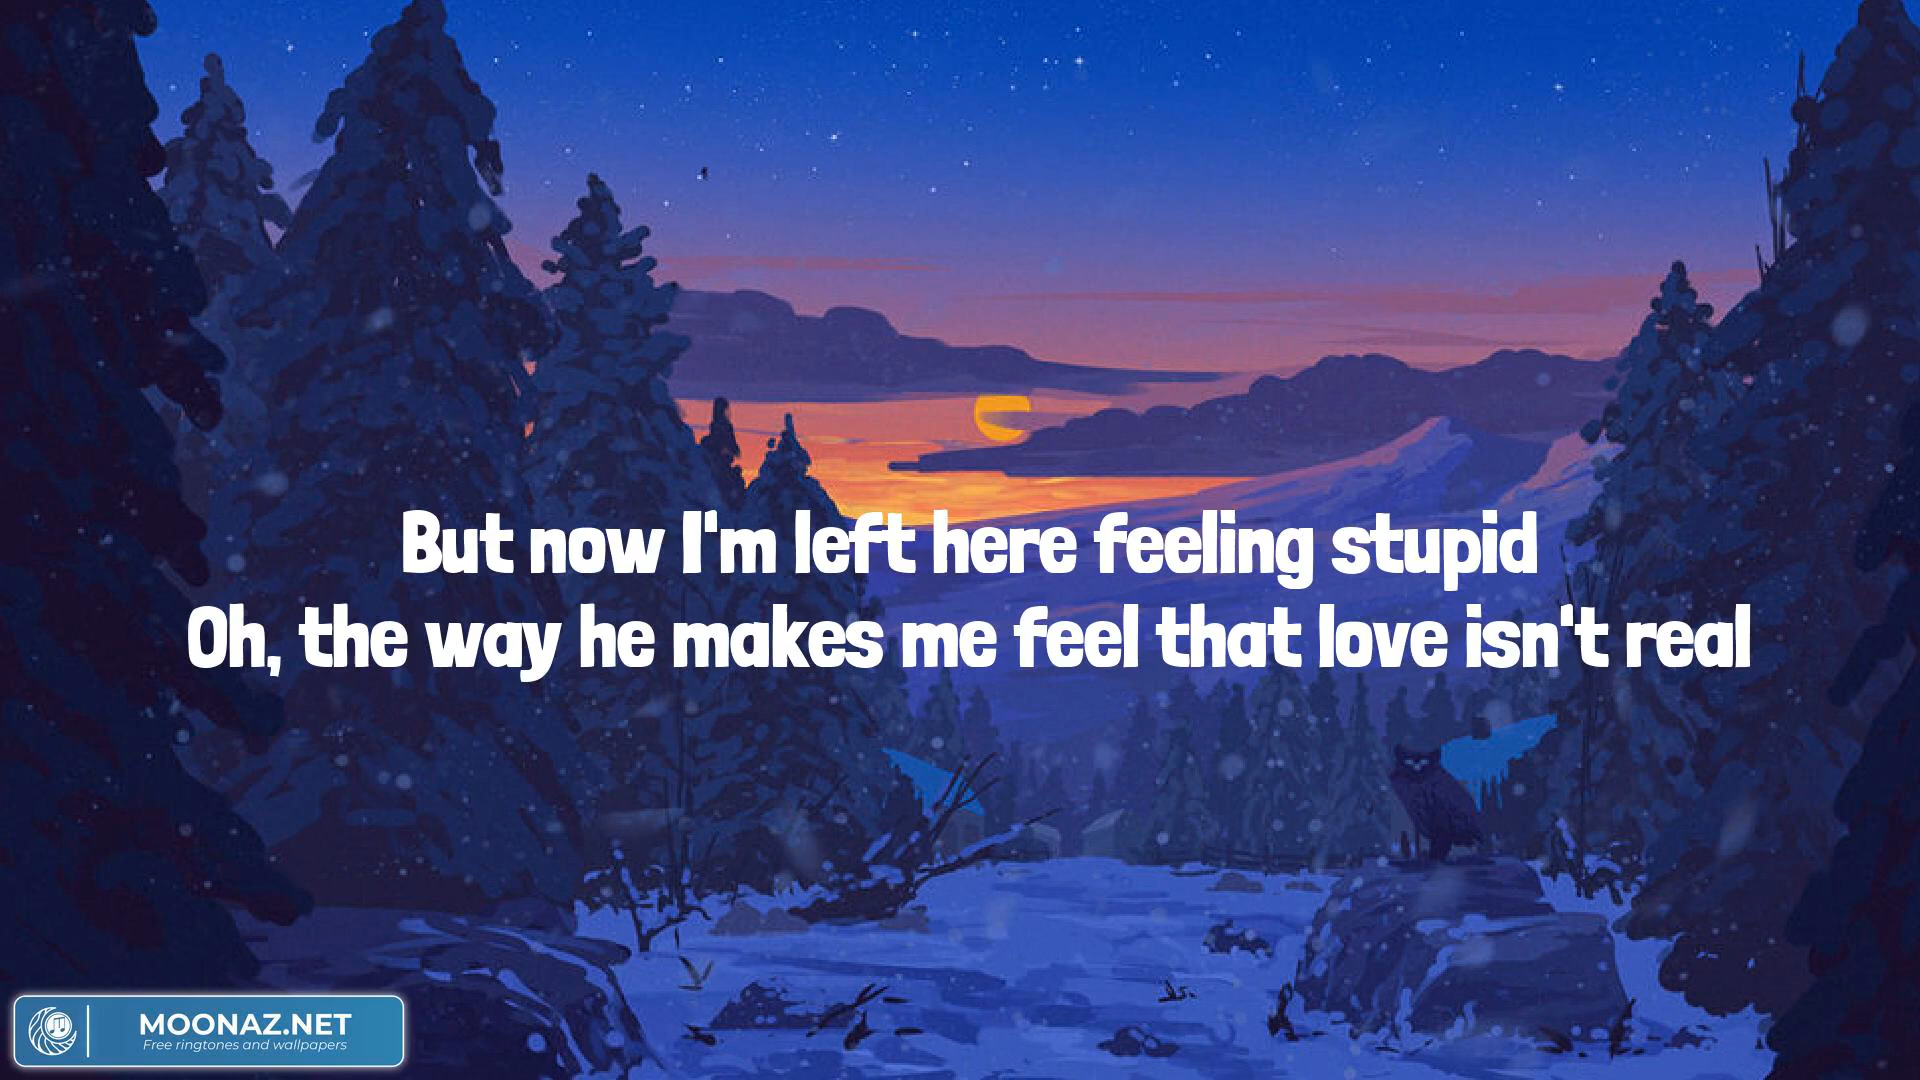 But now I'm left here feeling stupid
Oh, the way he makes me feel that love isn't real
MOONAZ.NET
Free ringtones and wallpapers